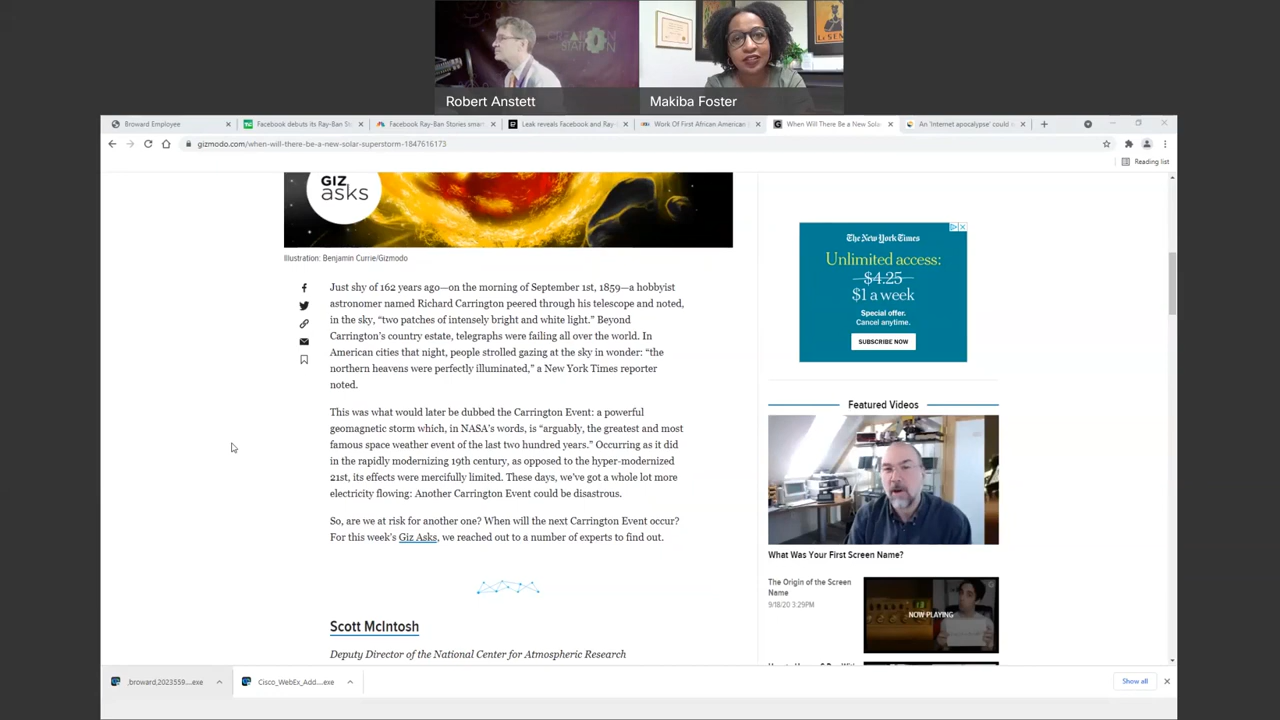 CREATION
STATION
LS SEN
Robert Anstett
Makiba Foster
Broward Employee
Facebook debuts its Ray-Ban St
Facebook Ray-Ban Stories smar
Leak reveals Facebook and Ray-
Work Of First African American
When Will There Be a New Sola
An 'Internet apocalypse' could
gizmodo.com/when-will-there-be-a-new-solar-superstorm-1847616173
Reading list
GIZ
asks
Illustration: Benjamin Currie/Gizmodo
Just shy of 162 years ago—on the morning of September 1st, 1859—a hobbyist
astronomer named Richard Carrington peered through his telescope and noted,
in the sky, “two patches of intensely bright and white light.” Beyond
Carrington’s country estate, telegraphs were failing all over the world. In
American cities that night, people strolled gazing at the sky in wonder: “the
northern heavens were perfectly illuminated,” a New York Times reporter
noted.
This was what would later be dubbed the Carrington Event: a powerful
geomagnetic storm which, in NASA’s words, is “arguably, the greatest and most
famous space weather event of the last two hundred years.” Occurring as it did
in the rapidly modernizing 19th century, as opposed to the hyper-modernized
21st, its effects were mercifully limited. These days, we’ve got a whole lot more
electricity flowing: Another Carrington Event could be disastrous.
So, are we at risk for another one? When will the next Carrington Event occur?
For this week’s Giz Asks, we reached out to a number of experts to find out.
Scott McIntosh
Deputy Director of the National Center for Atmospheric Research
The New York Times
Unlimited access:
$4.25
$1 a week
Special offer.
Cancel anytime.
SUBSCRIBE NOW
Featured Videos
What Was Your First Screen Name?
The Origin of the Screen
Name
9/18/20 3:29PM
NOW PLAYING
,broward,2023559....exe
Cisco_WebEx_Add....exe
Show all